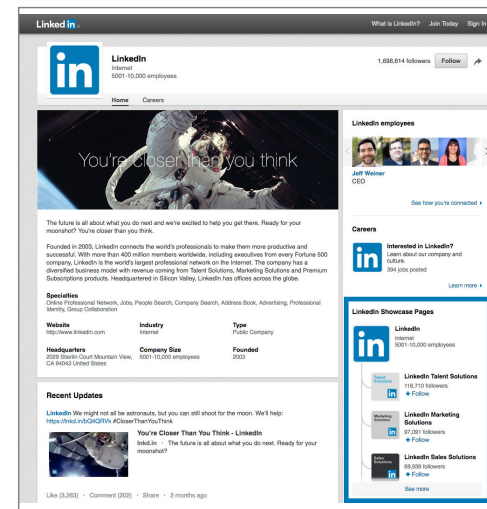 Linked in
What is LinkedIn? Join Today Sign In
in
LinkedIn
Internet
5001-10,000 employees
1,696,614 followers
Follow
Home Careers
You're closer than you think
The future is all about what you do next and we're excited to help you get there. Ready for your
moonshot? You're closer than you think.
Founded in 2003, LinkedIn connects the world's professionals to make them more productive and
successful. With more than 400 million members worldwide, including executives from every Fortune 500
company, LinkedIn is the world's largest professional network on the Internet. The company has a
diversified business model with revenue coming from Talent Solutions, Marketing Solutions and Premium
Subscriptions products. Headquartered in Silicon Valley, LinkedIn has offices across the globe.
Specialties
Online Professional Network, Jobs, People Search, Company Search, Address Book, Advertising, Professional
Identity, Group Collaboration
Website Industry Type
http://www.linkedin.com Internet Public Company
Headquarters Company Size Founded
2029 Stierlin Court Mountain View, 5001-10,000 employees 2003
CA 94043 United States
Recent Updates
LinkedIn We might not all be astronauts, but you can still shoot for the moon. We'll help:
https://lnkd.in/bQ4QRVk #CloserThanYouThink
You're Closer Than You Think - LinkedIn
lnkd.in · The future is all about what you do next. Ready for your
moonshot?
Like (3,263) · Comment (202) · Share · 2 months ago
LinkedIn employees
Jeff Weiner
CEO
See how you're connected
Careers
in
Interested in LinkedIn?
Learn about our company and
culture.
394 jobs posted
Learn more
LinkedIn Showcase Pages
in
LinkedIn
Internet
5001-10,000 employees
Talent
Solutions
in
LinkedIn Talent Solutions
116,710 followers
+ Follow
Marketing
Solutions
in
LinkedIn Marketing
Solutions
97,091 followers
+ Follow
Sales
Solutions
in
LinkedIn Sales Solutions
69,936 followers
+ Follow
See more